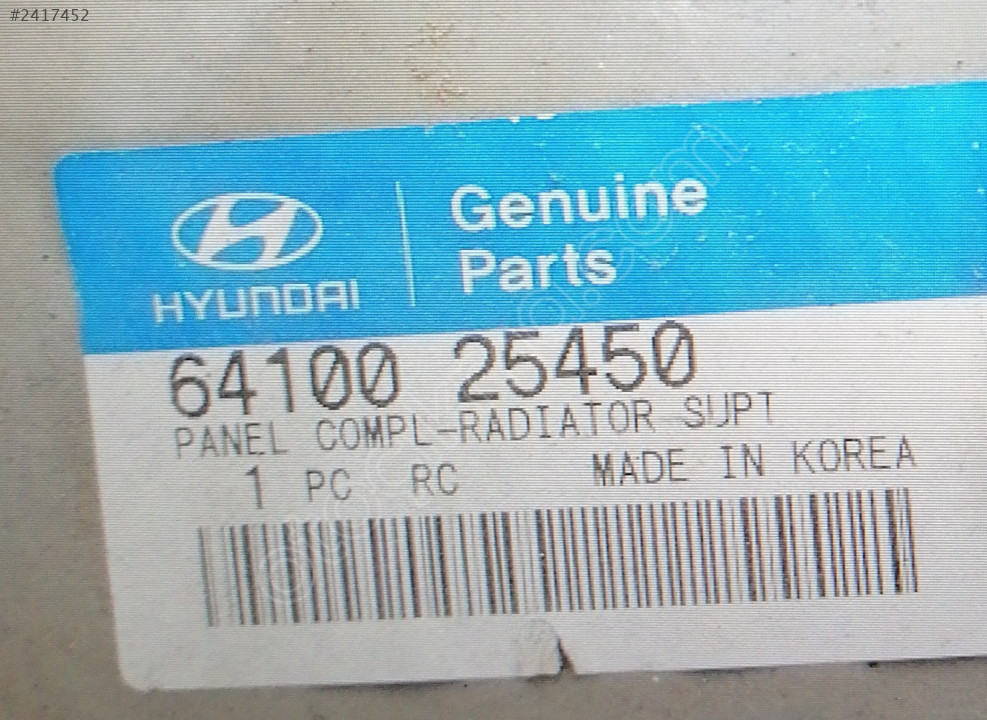 #2417452
Genuine
Parts
HYUNDAI
64100 25450
PANEL COMPL-RADIATOR SUPT
1 PC RC MADE IN KOREA